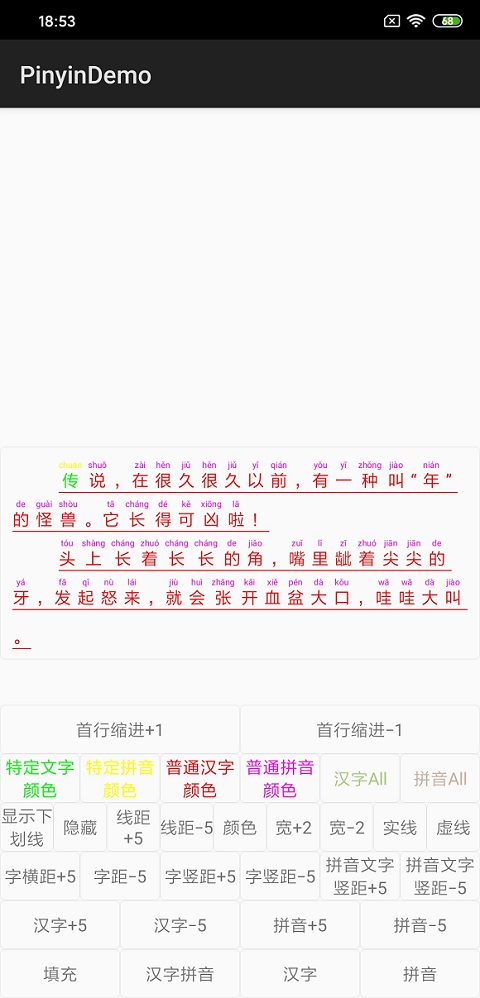 18:53
68
PinyinDemo
chuán shuō zài hěn jiǔ hěn jiǔ yǐ qián yǒu yī zhǒng jiào nián
传说，在很久很久以前，有一种叫“年”
de guài shòu tā cháng dé kě xiōng lā
的怪兽。它长得可凶啦！
tóu shàng cháng zhuó cháng cháng de jiǎo zuǐ lǐ zī zhuó jiān jiān de
头上长着长长的角，嘴里龇着尖尖的
yá fā qǐ nù lái jiù huì zhāng kāi xiě pén dà kǒu wā wā dà jiào
牙，发起怒来，就会张开血盆大口，哇哇大叫
。
首行缩进+1 首行缩进-1
特定文字颜色 特定拼音颜色 普通汉字颜色 普通拼音颜色 汉字All 拼音All
显示下划线 隐藏 线距+5 线距-5 颜色 宽+2 宽-2 实线 虚线
字横距+5 字距-5 字竖距+5 字竖距-5 拼音文字竖距+5 拼音文字竖距-5
汉字+5 汉字-5 拼音+5 拼音-5
填充 汉字拼音 汉字 拼音